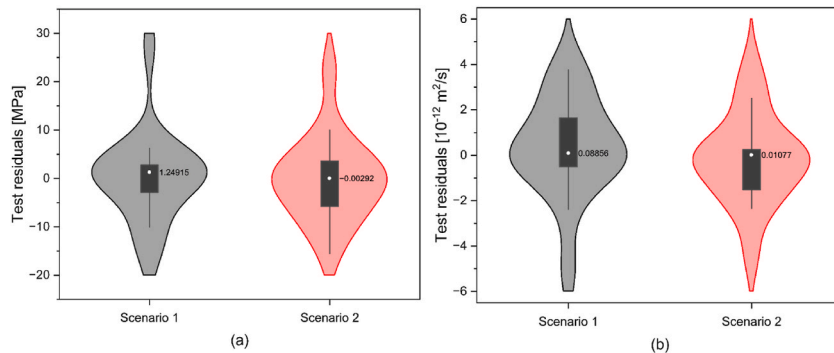 Test residuals [MPa]
30
20
10
0
−10
−20
1.24915
−0.00292
Scenario 1
Scenario 2
(a)
Test residuals [10⁻¹² m²/s]
6
4
2
0
−2
−4
−6
0.08856
0.01077
Scenario 1
Scenario 2
(b)